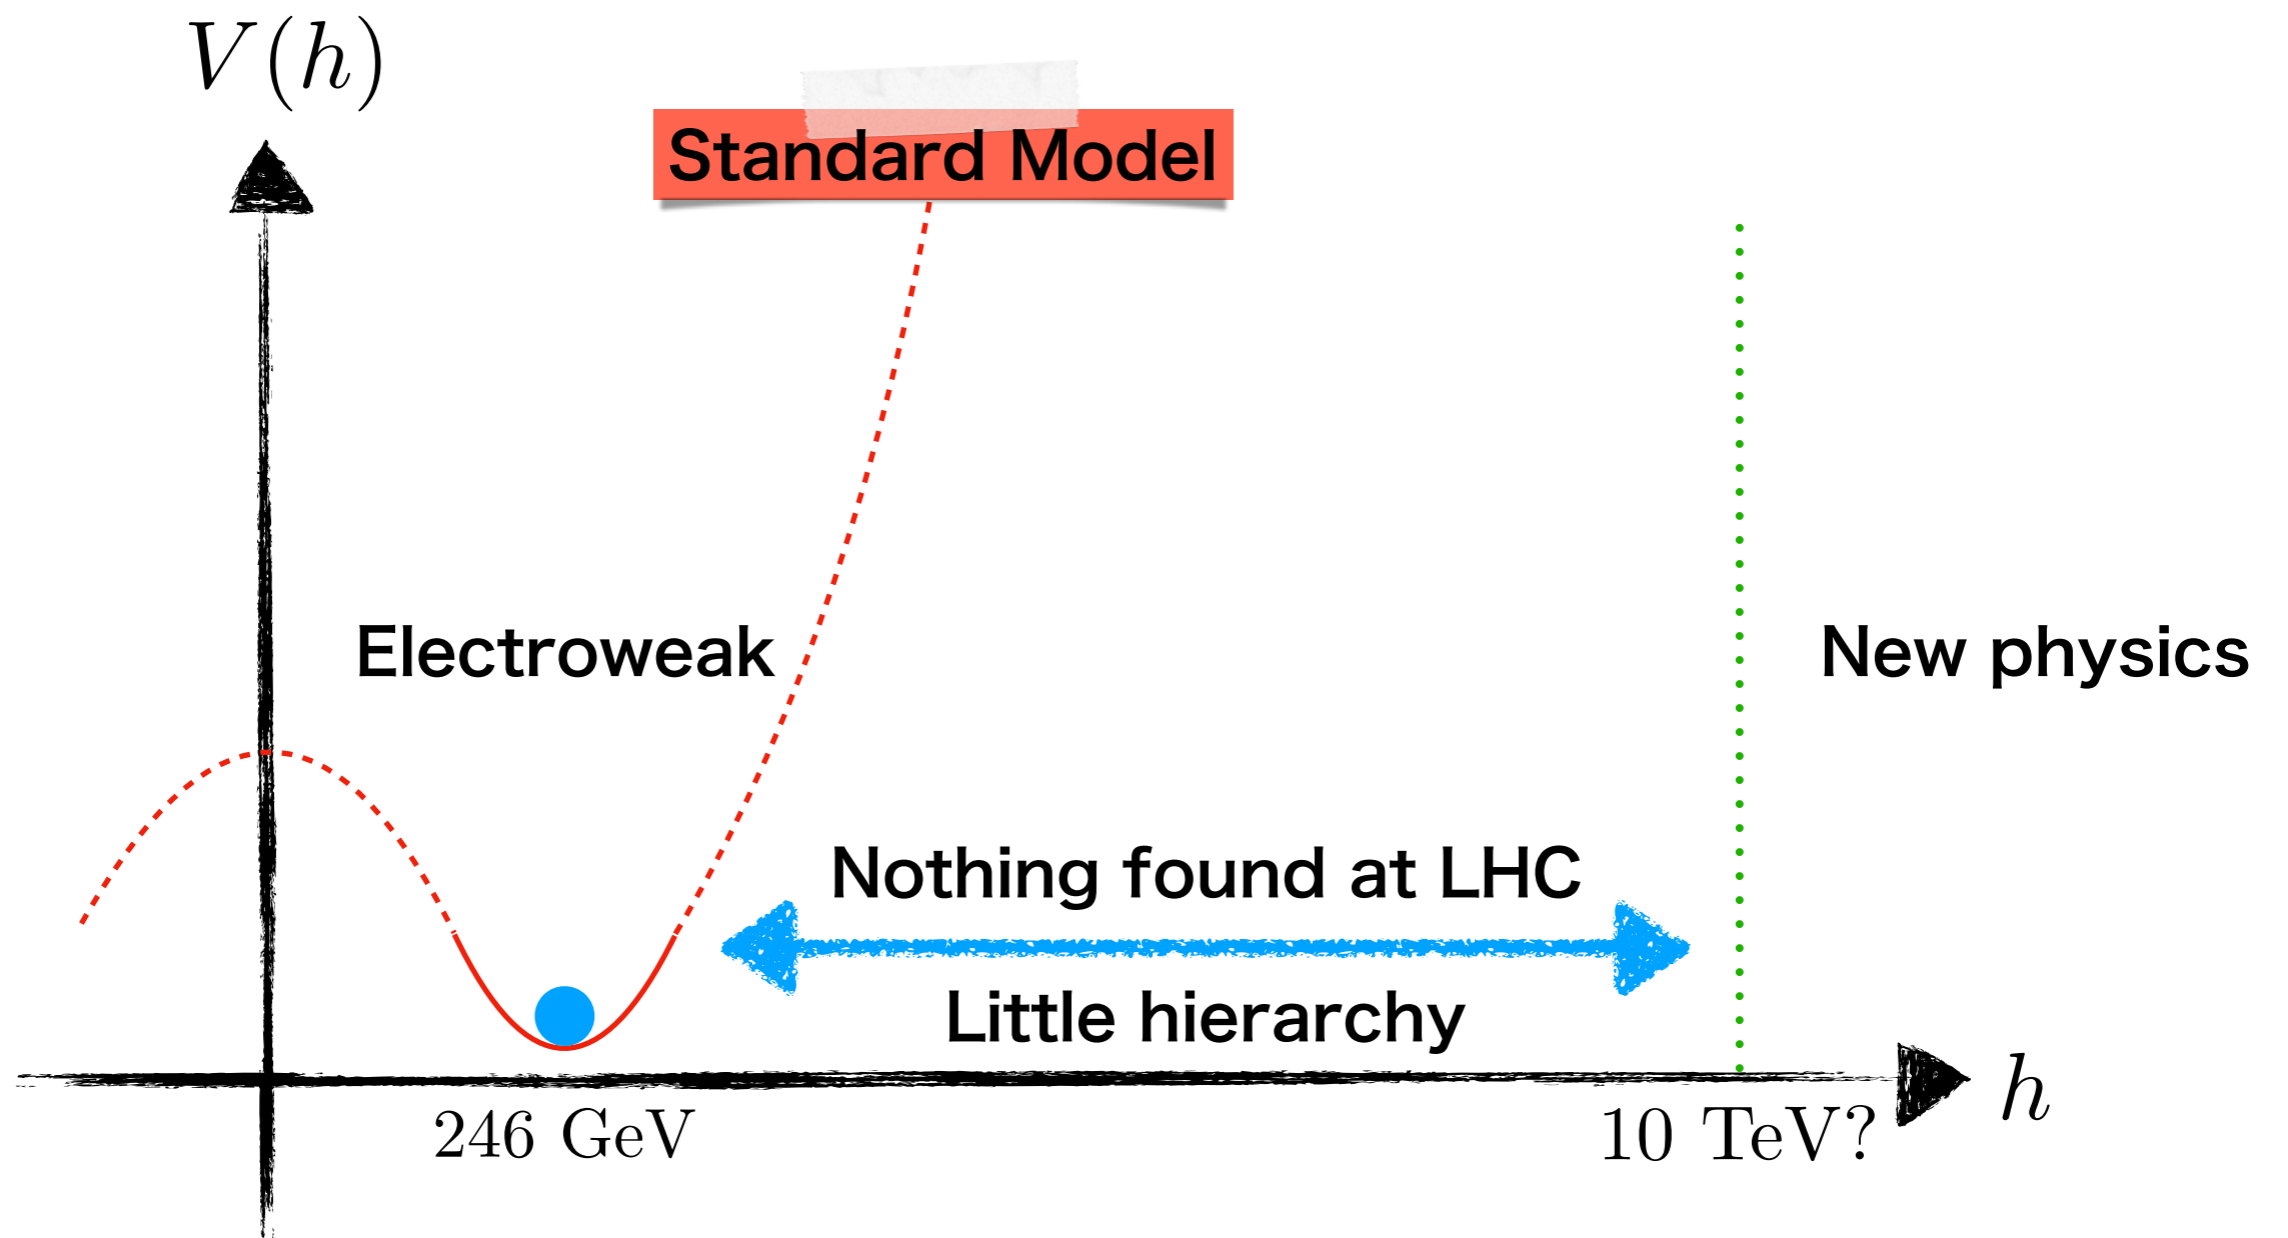 V(h)
Standard Model
Electroweak
New physics
Nothing found at LHC
Little hierarchy
h
246 GeV
10 TeV?